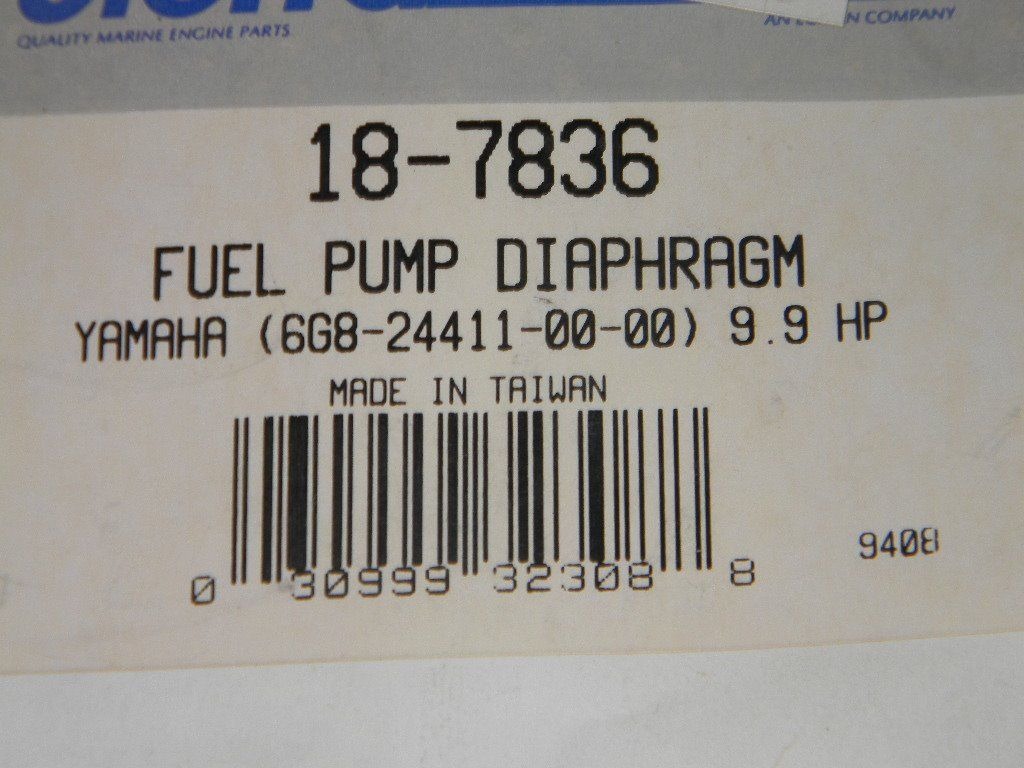 QUALITY MARINE ENGINE PARTS
AN COMPANY
18-7836
FUEL PUMP DIAPHRAGM
YAMAHA (6G8-24411-00-00) 9.9 HP
MADE IN TAIWAN
0 30999 32308 8
9408